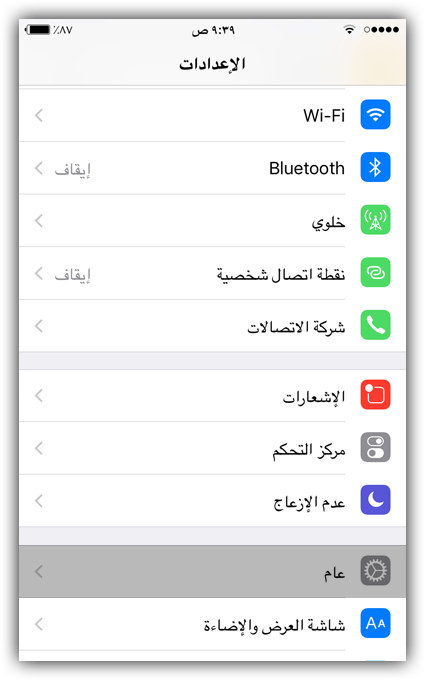 ٩:٣٩ ص ٪٨٧
الإعدادات
Wi-Fi
Bluetooth إيقاف
خلوي
نقطة اتصال شخصية إيقاف
شركة الاتصالات
الإشعارات
مركز التحكم
عدم الإزعاج
عام
شاشة العرض والإضاءة
AA